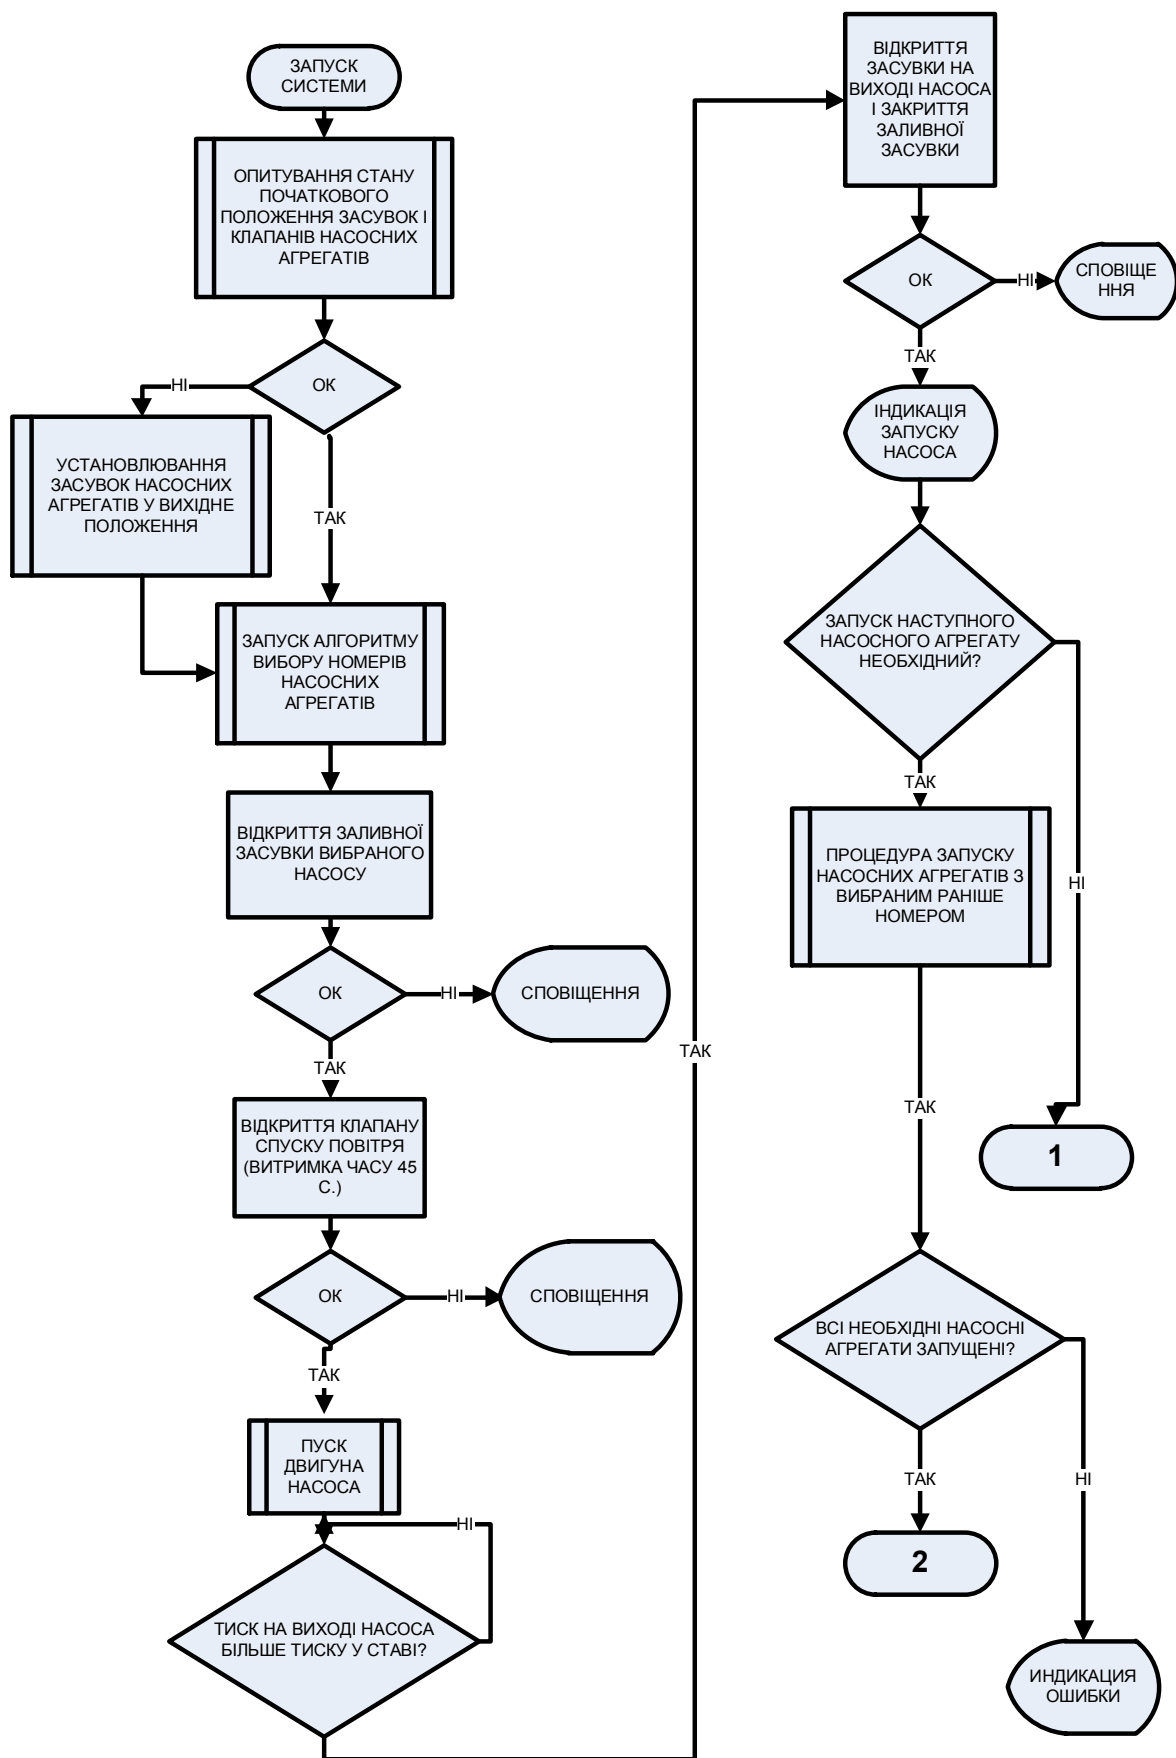 ЗАПУСК
СИСТЕМИ
ОПИТУВАННЯ СТАНУ
ПОЧАТКОВОГО
ПОЛОЖЕННЯ ЗАСУВОК І
КЛАПАНІВ НАСОСНИХ
АГРЕГАТІВ
ОК
НІ
УСТАНОВЛЮВАННЯ
ЗАСУВОК НАСОСНИХ
АГРЕГАТІВ У ВИХІДНЕ
ПОЛОЖЕННЯ
ТАК
ЗАПУСК АЛГОРИТМУ
ВИБОРУ НОМЕРІВ
НАСОСНИХ
АГРЕГАТІВ
ВІДКРИТТЯ ЗАЛИВНОЇ
ЗАСУВКИ ВИБРАНОГО
НАСОСУ
ОК
НІ
СПОВІЩЕННЯ
ТАК
ВІДКРИТТЯ КЛАПАНУ
СПУСКУ ПОВІТРЯ
(ВИТРИМКА ЧАСУ 45
С.)
ОК
НІ
СПОВІЩЕННЯ
ТАК
ПУСК
ДВИГУНА
НАСОСА
НІ
ТИСК НА ВИХОДІ НАСОСА
БІЛЬШЕ ТИСКУ У СТАВІ?
ТАК
ВІДКРИТТЯ
ЗАСУВКИ НА
ВИХОДІ НАСОСА
І ЗАКРИТТЯ
ЗАЛИВНОЇ
ЗАСУВКИ
ОК
НІ
СПОВІЩЕ
ННЯ
ТАК
ІНДИКАЦІЯ
ЗАПУСКУ
НАСОСА
ЗАПУСК НАСТУПНОГО
НАСОСНОГО АГРЕГАТУ
НЕОБХІДНИЙ?
ТАК
НІ
ПРОЦЕДУРА ЗАПУСКУ
НАСОСНИХ АГРЕГАТІВ З
ВИБРАНИМ РАНІШЕ
НОМЕРОМ
ТАК
1
ВСІ НЕОБХІДНІ НАСОСНІ
АГРЕГАТИ ЗАПУЩЕНІ?
ТАК
НІ
2
ИНДИКАЦИЯ
ОШИБКИ